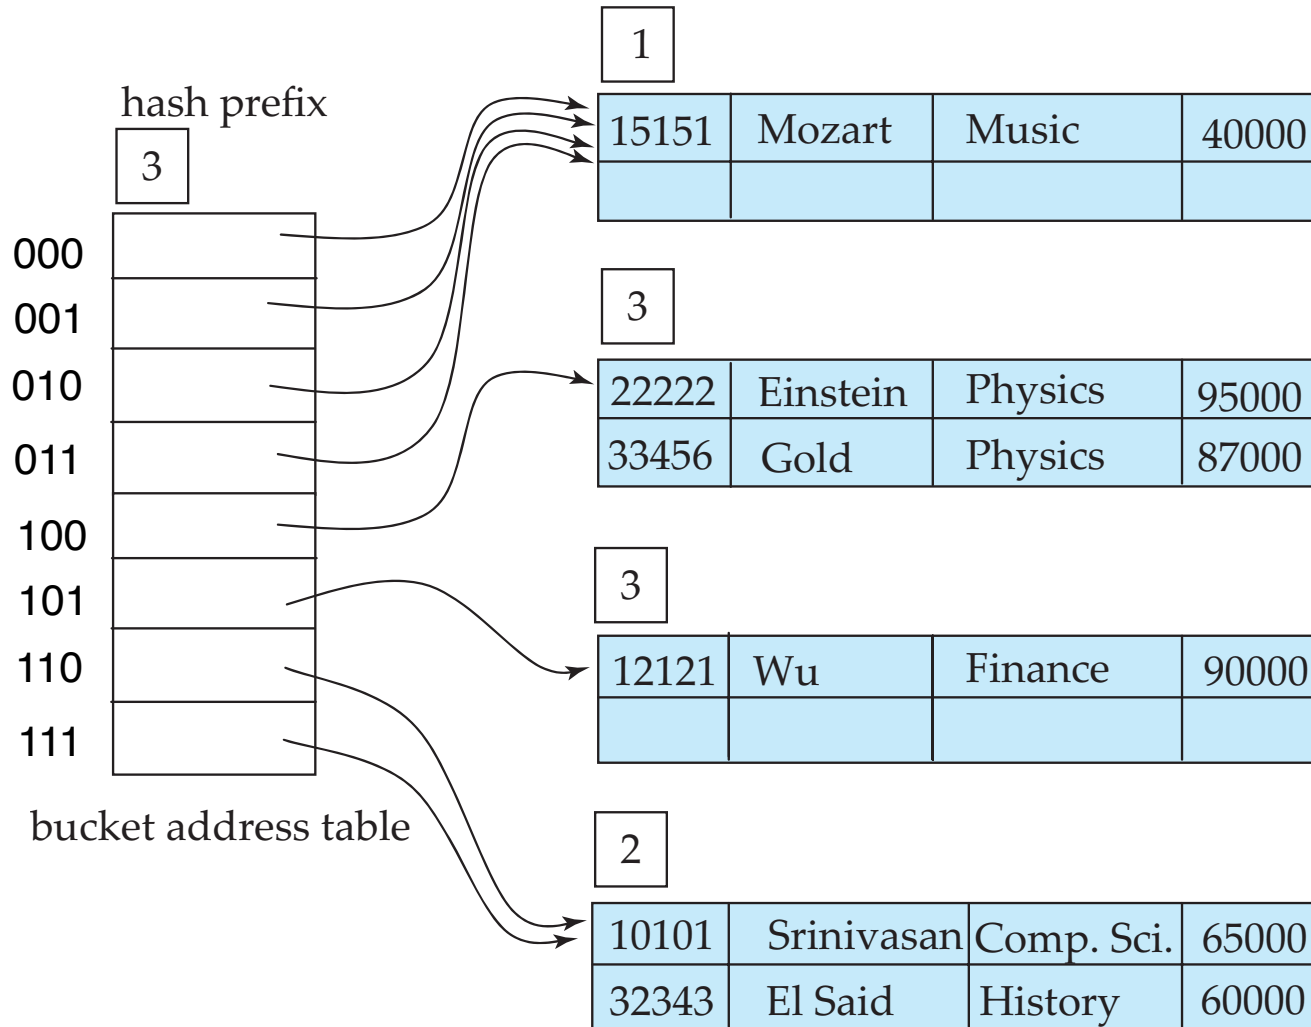 hash prefix
3
000
001
010
011
100
101
110
111
bucket address table
1
15151 Mozart Music 40000
3
22222 Einstein Physics 95000
33456 Gold Physics 87000
3
12121 Wu Finance 90000
2
10101 Srinivasan Comp. Sci. 65000
32343 El Said History 60000